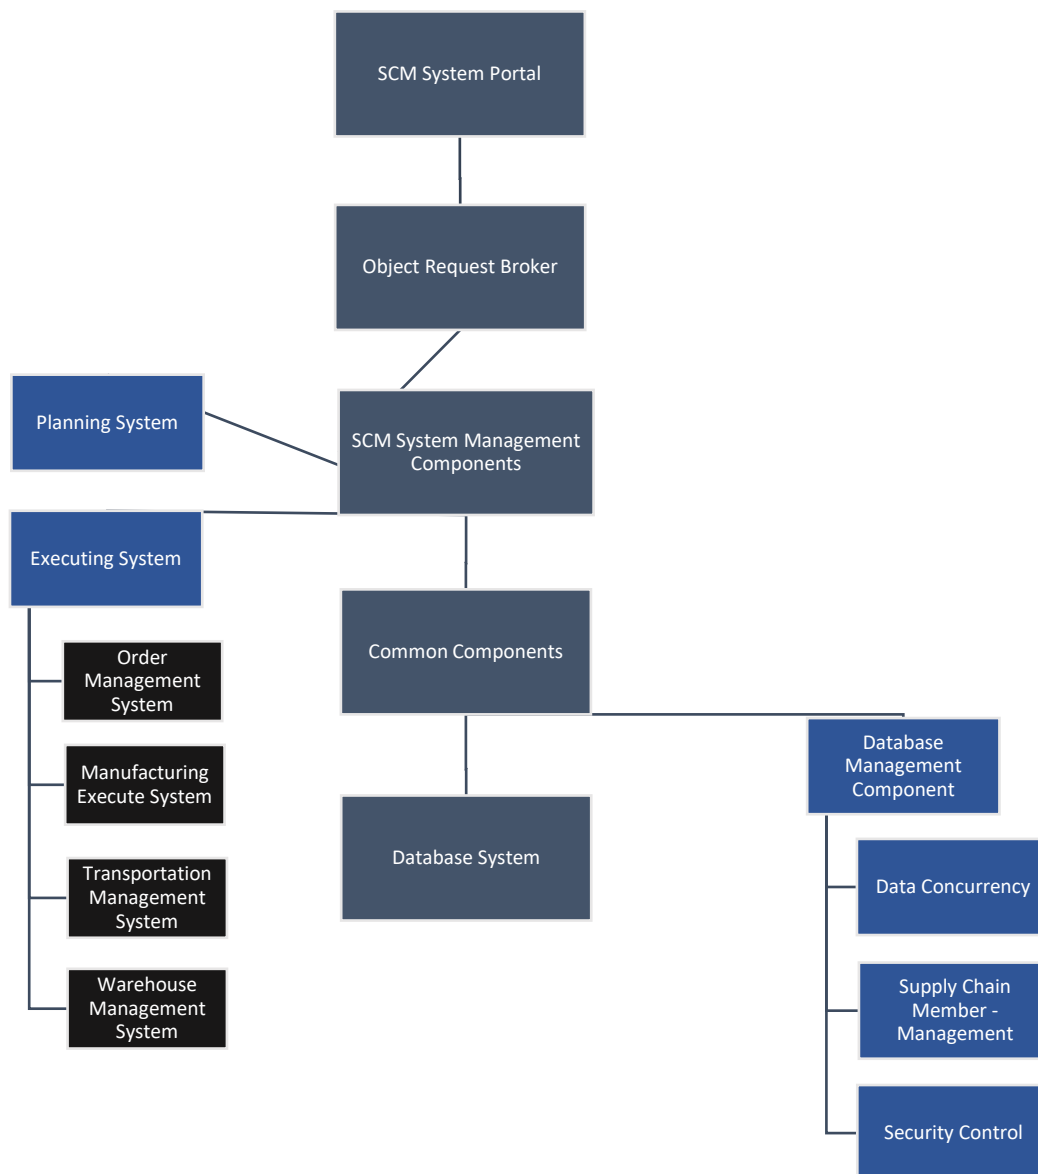 SCM System Portal
Object Request Broker
Planning System
SCM System Management
Components
Executing System
Order
Management
System
Manufacturing
Execute System
Transportation
Management
System
Warehouse
Management
System
Common Components
Database System
Database
Management
Component
Data Concurrency
Supply Chain
Member -
Management
Security Control